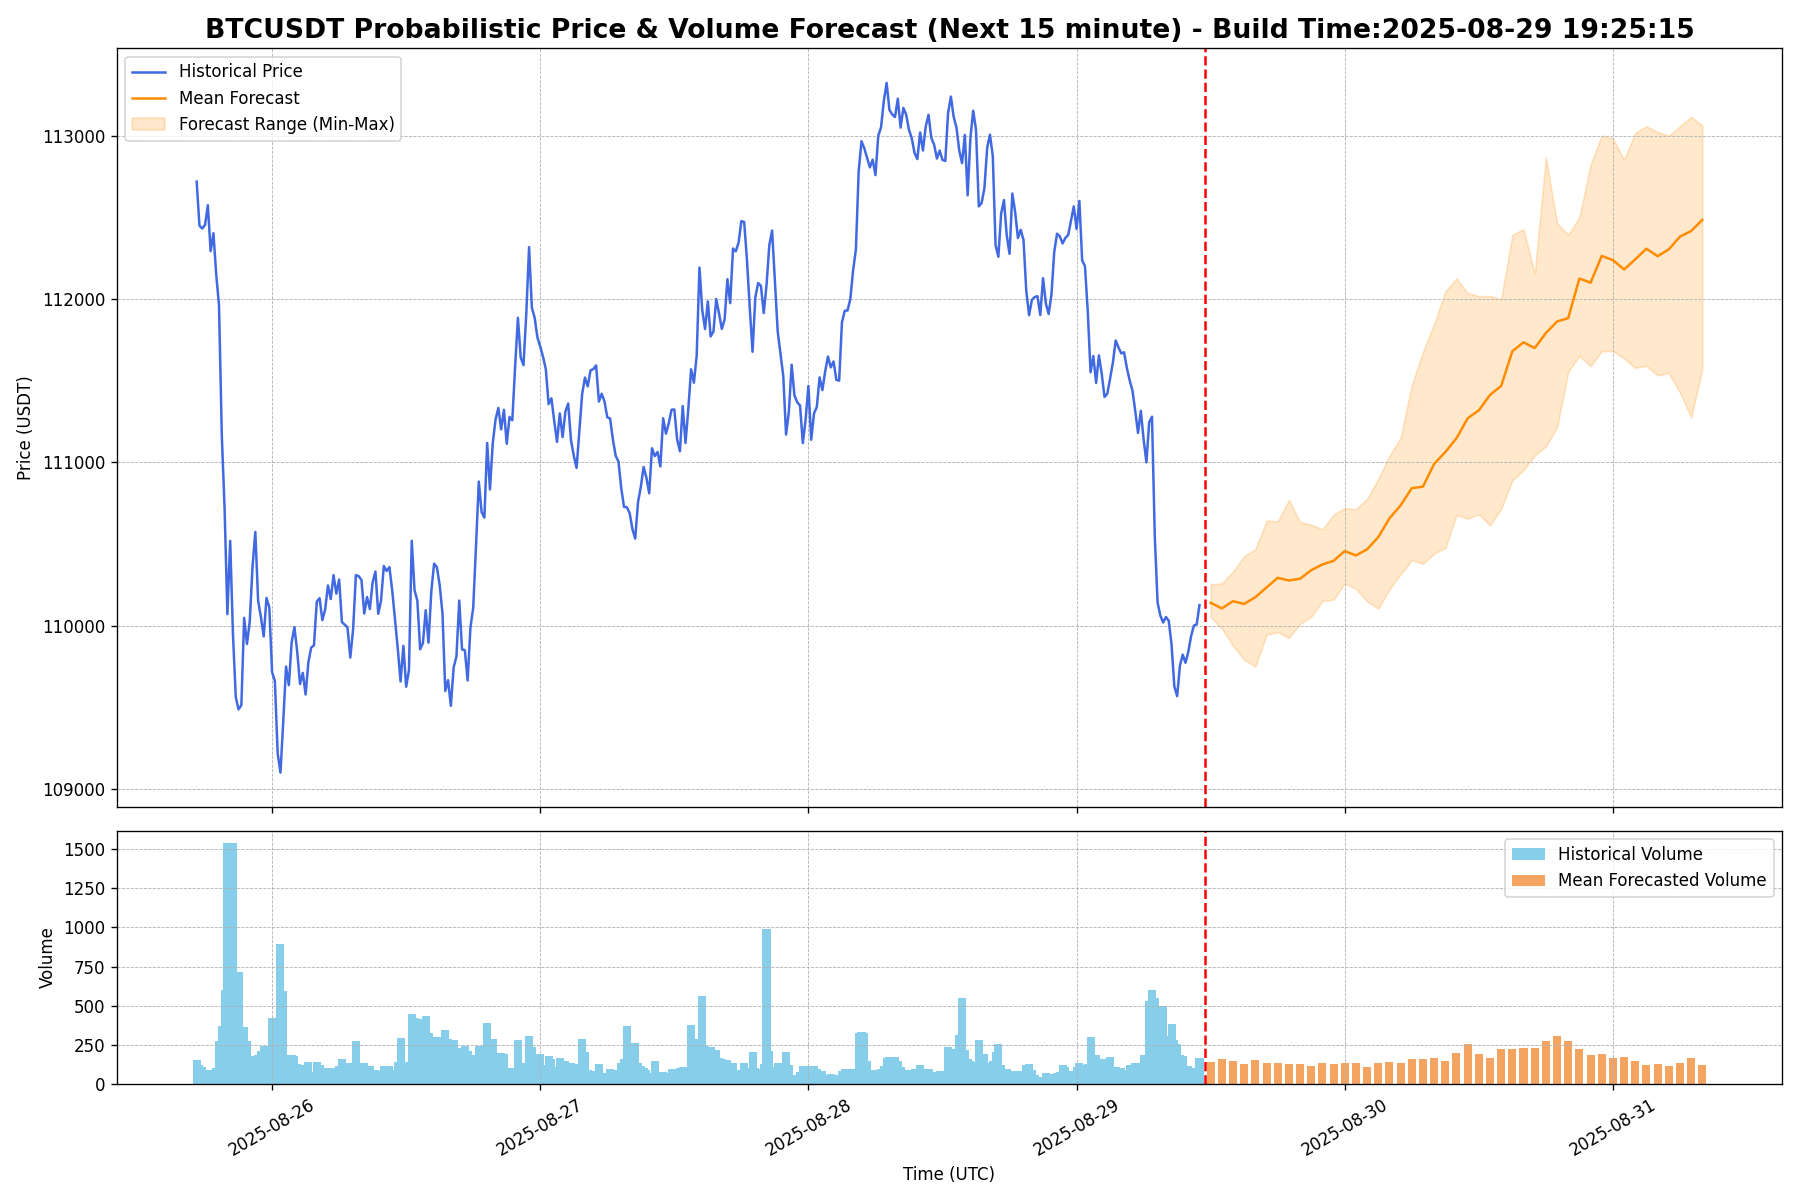 BTCUSDT Probabilistic Price & Volume Forecast (Next 15 minute) - Build Time:2025-08-29 19:25:15
Historical Price
Mean Forecast
Forecast Range (Min-Max)
113000
112000
111000
110000
109000
Price (USDT)
Historical Volume
Mean Forecasted Volume
1500
1250
1000
750
500
250
0
Volume
2025-08-26
2025-08-27
2025-08-28
2025-08-29
2025-08-30
2025-08-31
Time (UTC)